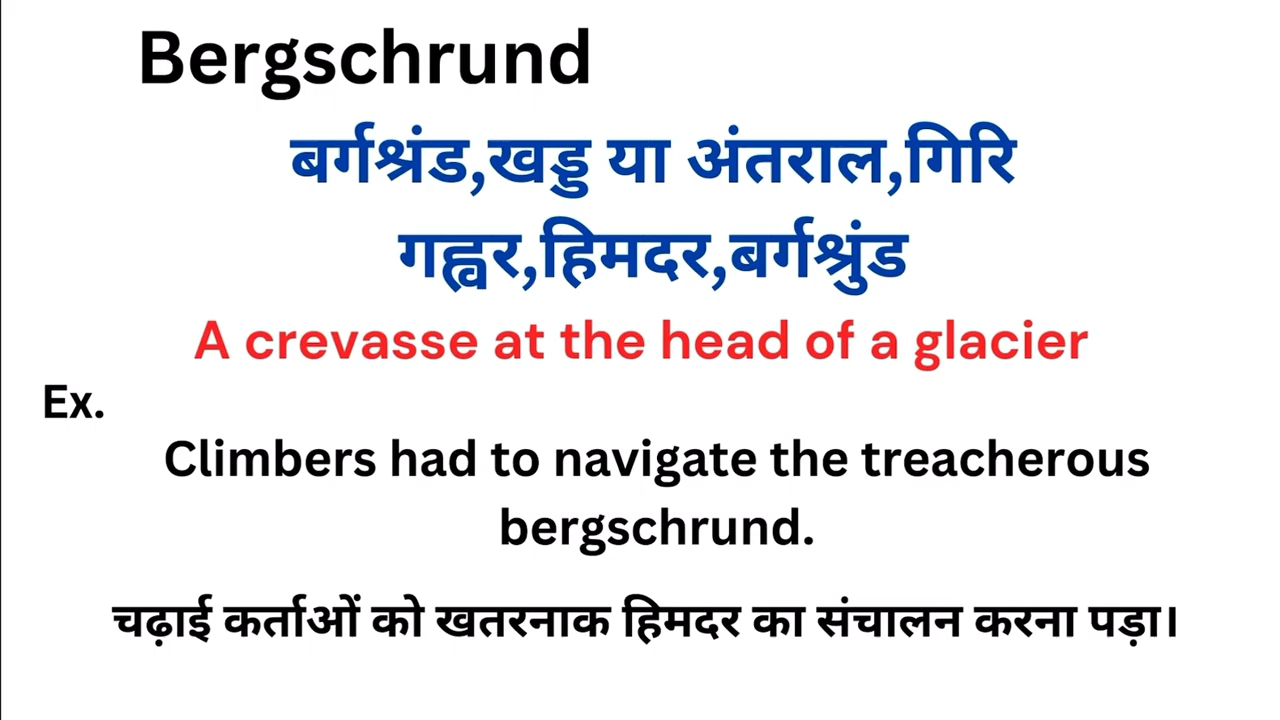 Bergschrund
बर्गश्रंड,खड्ड या अंतराल,गिरि
गह्वर,हिमदर,बर्गश्रुंड
A crevasse at the head of a glacier
Ex.
Climbers had to navigate the treacherous
bergschrund.
चढ़ाई कर्ताओं को खतरनाक हिमदर का संचालन करना पड़ा।